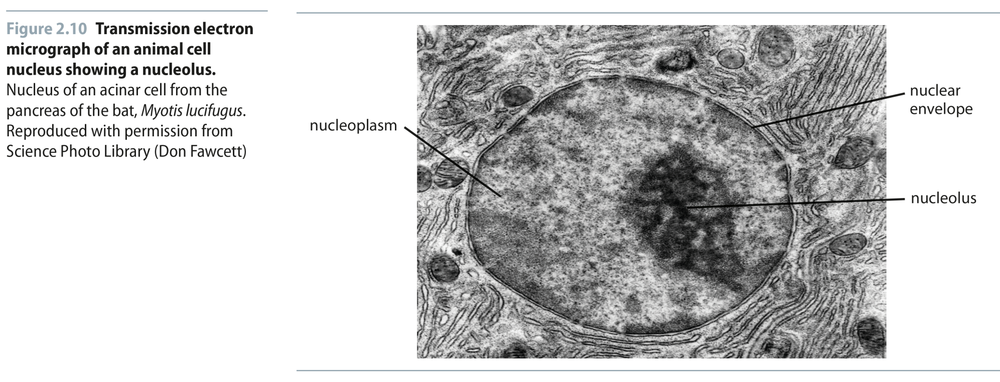 Figure 2.10 Transmission electron
micrograph of an animal cell
nucleus showing a nucleolus.
Nucleus of an acinar cell from the
pancreas of the bat, Myotis lucifugus.
Reproduced with permission from
Science Photo Library (Don Fawcett)
nucleoplasm
nuclear
envelope
nucleolus